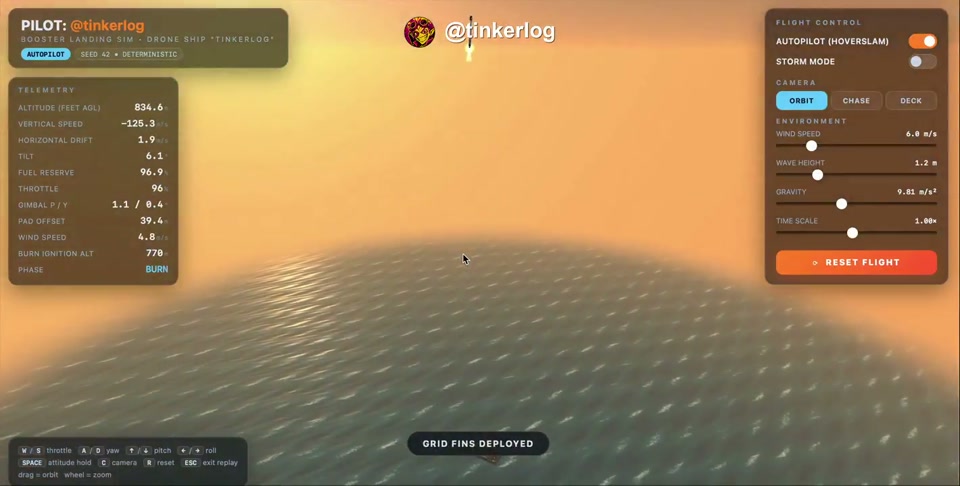 PILOT: @tinkerlog
BOOSTER LANDING SIM - DRONE SHIP "TINKERLOG"
AUTOPILOT
SEED 42 • DETERMINISTIC
@tinkerlog
TELEMETRY
ALTITUDE (FEET AGL) 834.6
VERTICAL SPEED −125.3 m/s
HORIZONTAL DRIFT 1.9 m/s
TILT 6.1 °
FUEL RESERVE 96.9
THROTTLE 96
GIMBAL P / Y 1.1 / 0.4 °
PAD OFFSET 39.4
WIND SPEED 4.8 m/s
BURN IGNITION ALT 770
PHASE BURN
FLIGHT CONTROL
AUTOPILOT (HOVERSLAM)
STORM MODE
CAMERA
ORBIT CHASE DECK
ENVIRONMENT
WIND SPEED 6.0 m/s
WAVE HEIGHT 1.2 m
GRAVITY 9.81 m/s²
TIME SCALE 1.00×
RESET FLIGHT
GRID FINS DEPLOYED
W / S throttle A / D yaw ↑ / ↓ pitch ← / → roll
SPACE attitude hold C camera R reset ESC exit replay
drag = orbit wheel = zoom